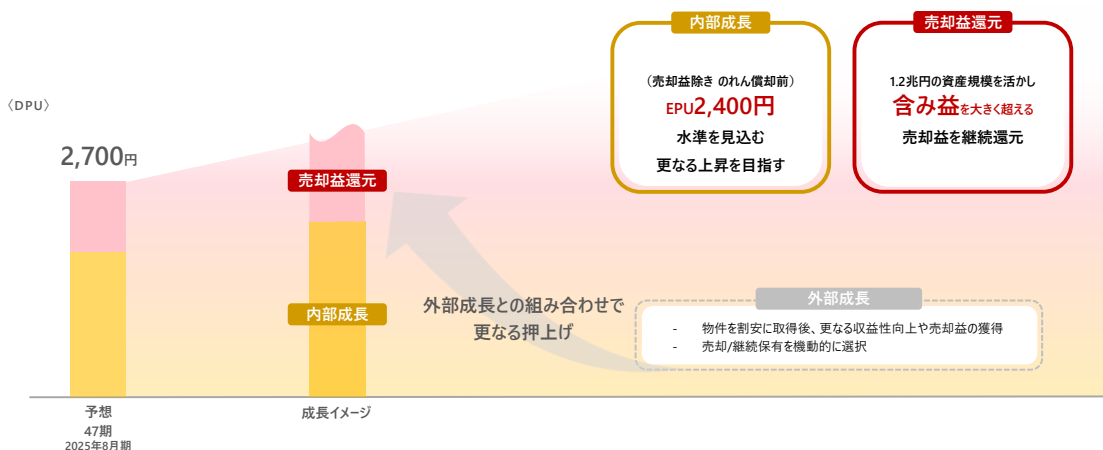 〈DPU〉
2,700円
売却益還元
内部成長
予想
47期
2025年8月期
成長イメージ
外部成長との組み合わせで
更なる押上げ
内部成長
（売却益除き のれん償却前）
EPU2,400円
水準を見込む
更なる上昇を目指す
売却益還元
1.2兆円の資産規模を活かし
含み益を大きく超える
売却益を継続還元
外部成長
- 物件を割安に取得後、更なる収益性向上や売却益の獲得
- 売却/継続保有を機動的に選択